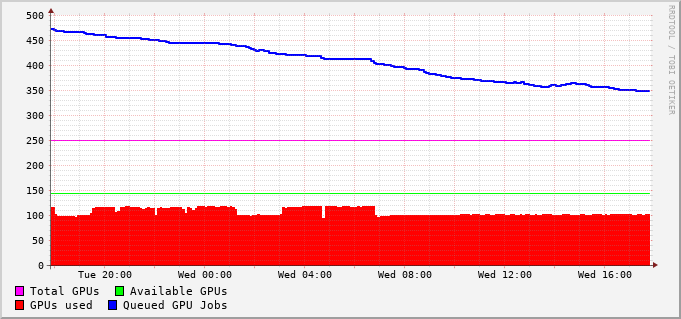 500
450
400
350
300
250
200
150
100
50
0
Tue 20:00 Wed 00:00 Wed 04:00 Wed 08:00 Wed 12:00 Wed 16:00
Total GPUs Available GPUs
GPUs used Queued GPU Jobs
RRDTOOL / TOBI OETIKER